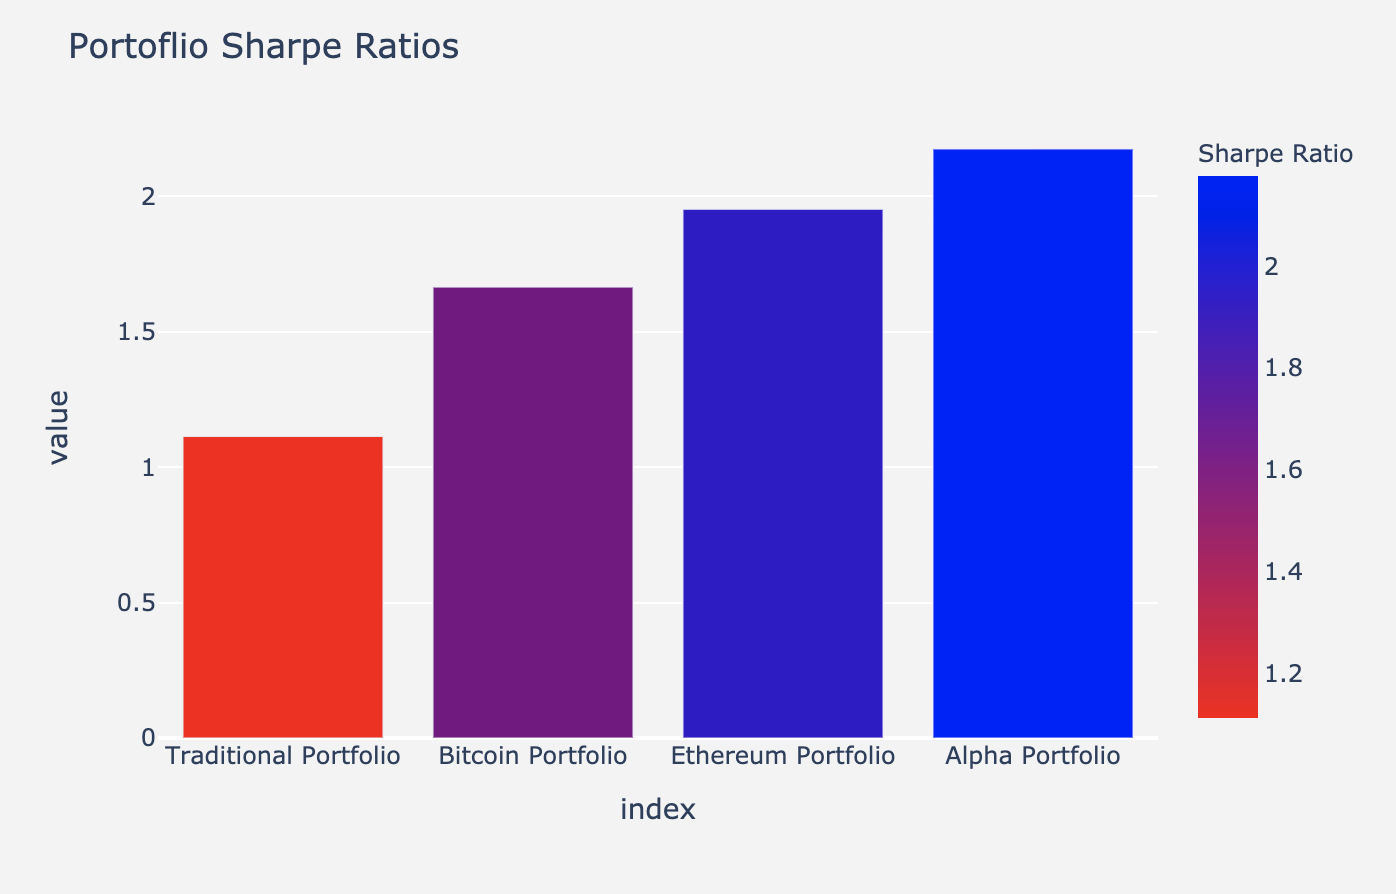 Portoflio Sharpe Ratios
Sharpe Ratio
2
1.5
1
0.5
0
value
2
1.8
1.6
1.4
1.2
Traditional Portfolio Bitcoin Portfolio Ethereum Portfolio Alpha Portfolio
index